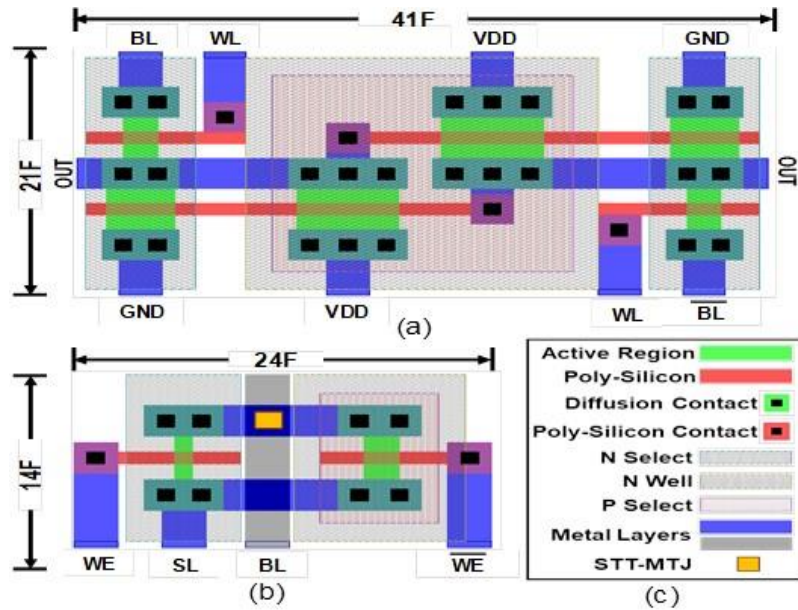 41F
BL WL VDD GND
21F
OUT OUT
GND VDD WL BL
(a)
24F
14F
WE SL BL WE
(b)
Active Region
Poly-Silicon
Diffusion Contact
Poly-Silicon Contact
N Select
N Well
P Select
Metal Layers
STT-MTJ
(c)